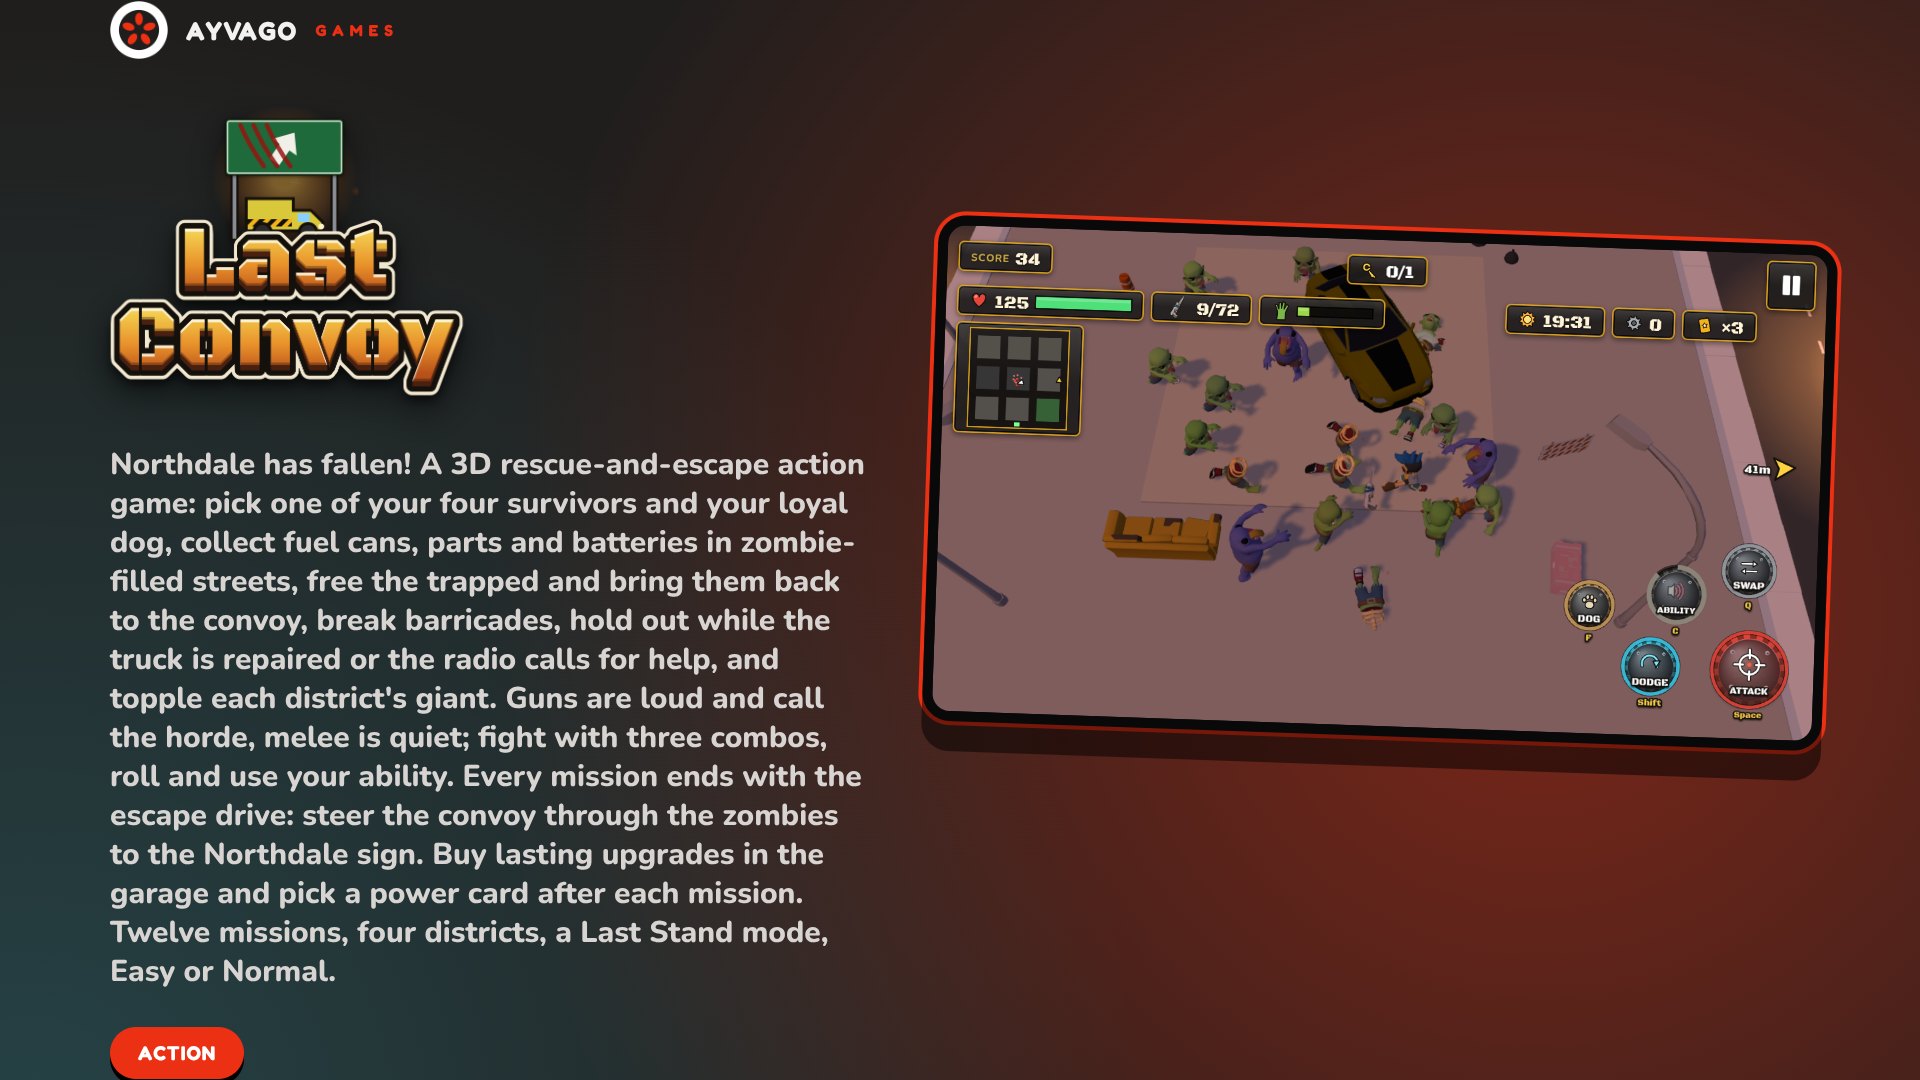 AYVAGO GAMES
Last
Convoy
Northdale has fallen! A 3D rescue-and-escape action
game: pick one of your four survivors and your loyal
dog, collect fuel cans, parts and batteries in zombie-
filled streets, free the trapped and bring them back
to the convoy, break barricades, hold out while the
truck is repaired or the radio calls for help, and
topple each district's giant. Guns are loud and call
the horde, melee is quiet; fight with three combos,
roll and use your ability. Every mission ends with the
escape drive: steer the convoy through the zombies
to the Northdale sign. Buy lasting upgrades in the
garage and pick a power card after each mission.
Twelve missions, four districts, a Last Stand mode,
Easy or Normal.
ACTION
SCORE 34
0/1
125
9/72
19:31
0
×3
41m
SWAP
Q
ABILITY
C
DOG
F
DODGE
Shift
ATTACK
Space